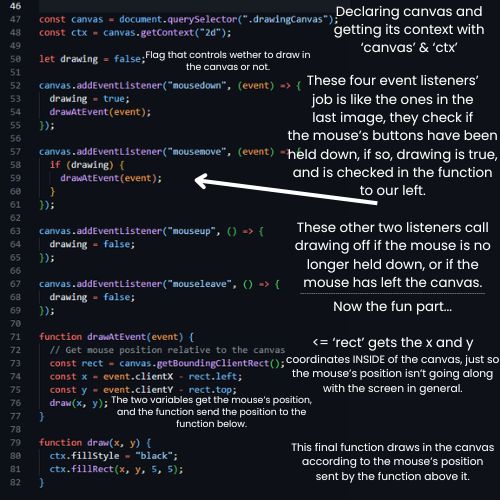 46
47 const canvas = document.querySelector(".drawingCanvas");
48 const ctx = canvas.getContext("2d");
49
50 let drawing = false;
51
52 canvas.addEventListener("mousedown", (event) => {
53 drawing = true;
54 drawAtEvent(event);
55 });
56
57 canvas.addEventListener("mousemove", (event) => {
58 if (drawing) {
59 drawAtEvent(event);
60 }
61 });
62
63 canvas.addEventListener("mouseup", () => {
64 drawing = false;
65 });
66
67 canvas.addEventListener("mouseleave", () => {
68 drawing = false;
69 });
70
71 function drawAtEvent(event) {
72 // Get mouse position relative to the canvas
73 const rect = canvas.getBoundingClientRect();
74 const x = event.clientX - rect.left;
75 const y = event.clientY - rect.top;
76 draw(x, y);
77 }
78
79 function draw(x, y) {
80 ctx.fillStyle = "black";
81 ctx.fillRect(x, y, 5, 5);
82 }
Declaring canvas and
getting its context with
‘canvas’ & ‘ctx’
Flag that controls wether to draw in
the canvas or not.
These four event listeners’
job is like the ones in the
last image, they check if
the mouse’s buttons have been
held down, if so, drawing is true,
and is checked in the function
to our left.
These other two listeners call
drawing off if the mouse is no
longer held down, or if the
mouse has left the canvas.
Now the fun part...
<= ‘rect’ gets the x and y
coordinates INSIDE of the canvas, just so
the mouse’s position isn’t going along
with the screen in general.
The two variables get the mouse’s position,
and the function send the position to the
function below.
This final function draws in the canvas
according to the mouse’s position
sent by the function above it.